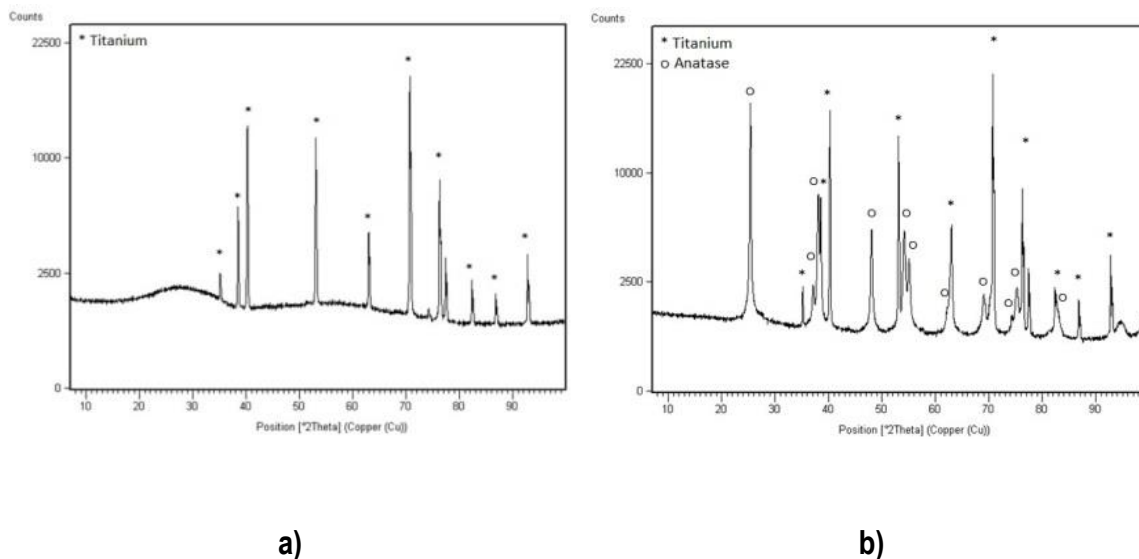 Counts
22500
* Titanium
10000
2500
0
10 20 30 40 50 60 70 80 90
Position [°2Theta] (Copper (Cu))
a)
Counts
* Titanium
o Anatase
22500
10000
2500
0
10 20 30 40 50 60 70 80 90
Position [°2Theta] (Copper (Cu))
b)